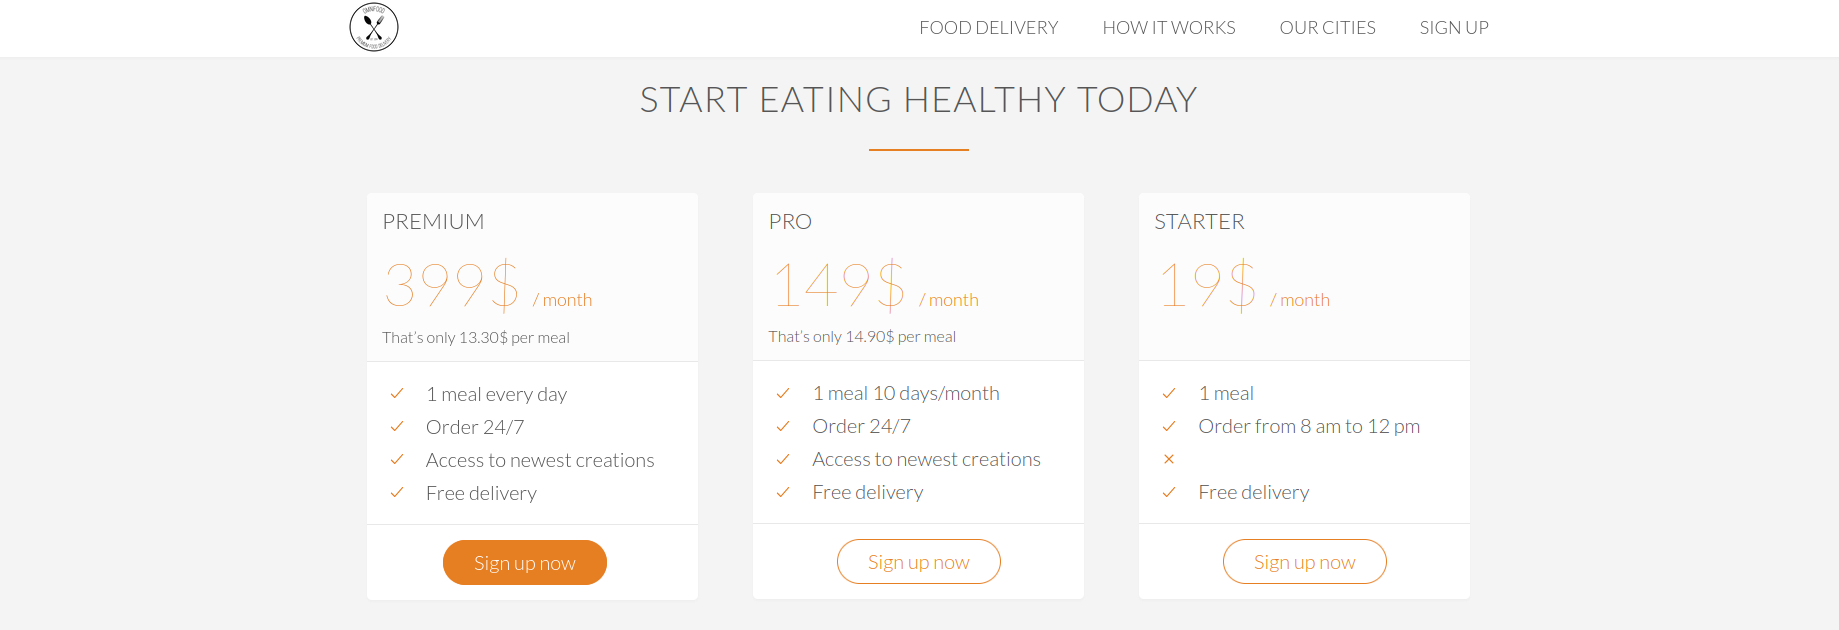 OMNIFOOD
PREMIUM FOOD DELIVERY
FOOD DELIVERY
HOW IT WORKS
OUR CITIES
SIGN UP
START EATING HEALTHY TODAY
PREMIUM
399$ / month
That's only 13.30$ per meal
1 meal every day
Order 24/7
Access to newest creations
Free delivery
Sign up now
PRO
149$ / month
That's only 14.90$ per meal
1 meal 10 days/month
Order 24/7
Access to newest creations
Free delivery
Sign up now
STARTER
19$ / month
1 meal
Order from 8 am to 12 pm
Free delivery
Sign up now